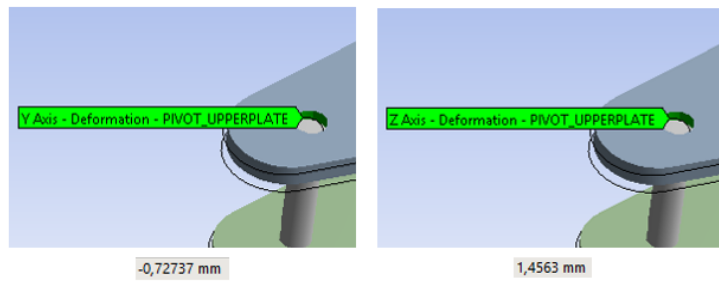 Y Axis - Deformation - PIVOT_UPPERPLATE
Z Axis - Deformation - PIVOT_UPPERPLATE
-0,72737 mm
1,4563 mm